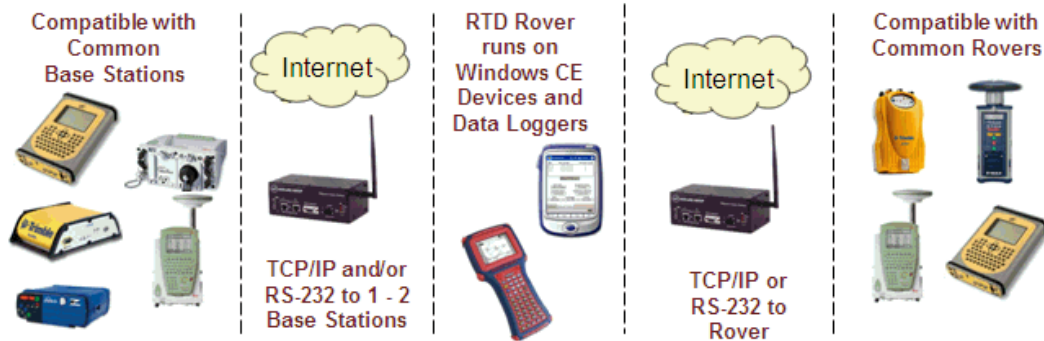 Compatible with
Common
Base Stations
Trimble
Internet
TCP/IP and/or
RS-232 to 1 - 2
Base Stations
RTD Rover
runs on
Windows CE
Devices and
Data Loggers
Internet
TCP/IP or
RS-232 to
Rover
Compatible with
Common Rovers